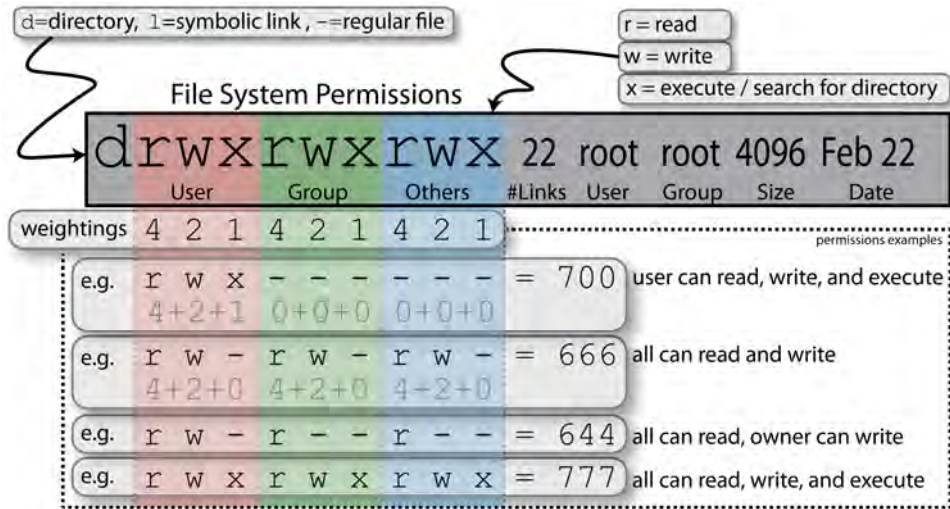 d=directory, l=symbolic link, -=regular file
r = read
w = write
x = execute / search for directory
File System Permissions
drwxrwxrwx 22 root root 4096 Feb 22
User Group Others #Links User Group Size Date
weightings 4 2 1 4 2 1 4 2 1
permissions examples
e.g. r w x - - - - - - = 700 user can read, write, and execute
4+2+1 0+0+0 0+0+0
e.g. r w - r w - r w - = 666 all can read and write
4+2+0 4+2+0 4+2+0
e.g. r w - r - - r - - = 644 all can read, owner can write
e.g. r w x r w x r w x = 777 all can read, write, and execute